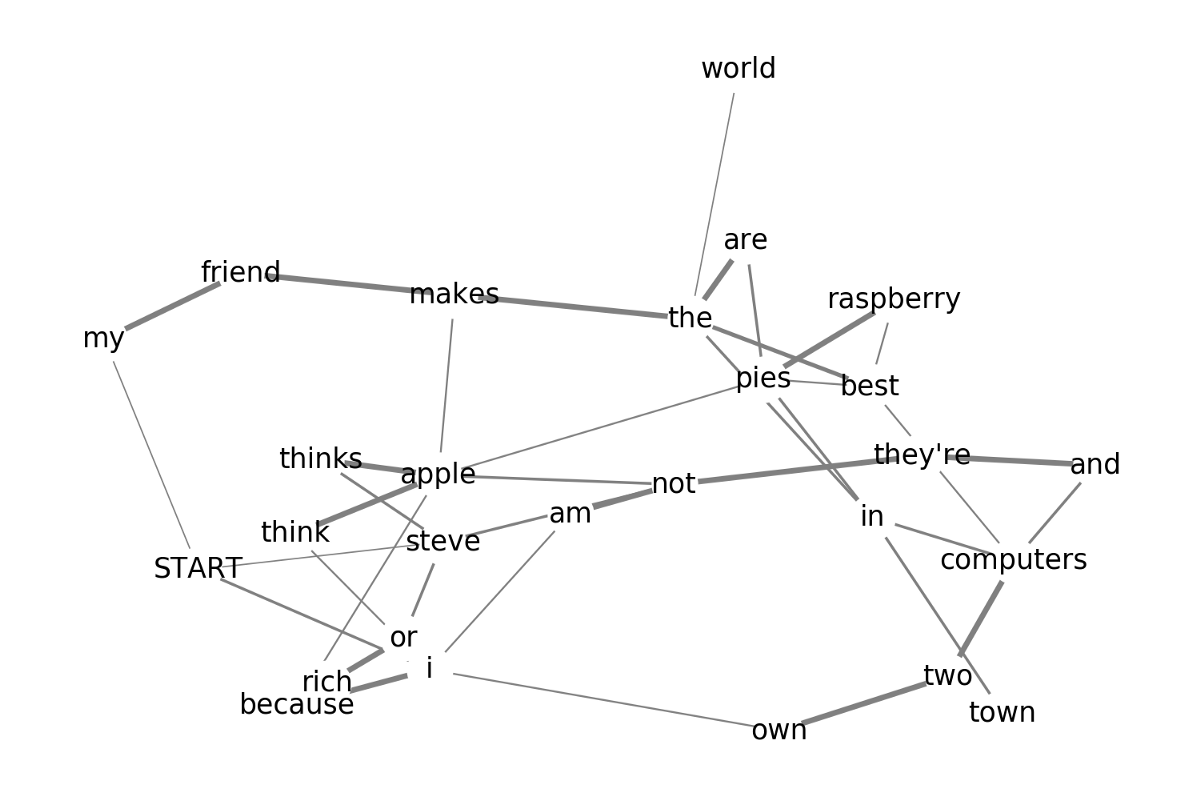 world
are
friend
makes
raspberry
the
my
pies
best
thinks
apple
they're
and
not
think
am
in
steve
START
computers
or
i
rich
two
because
town
own